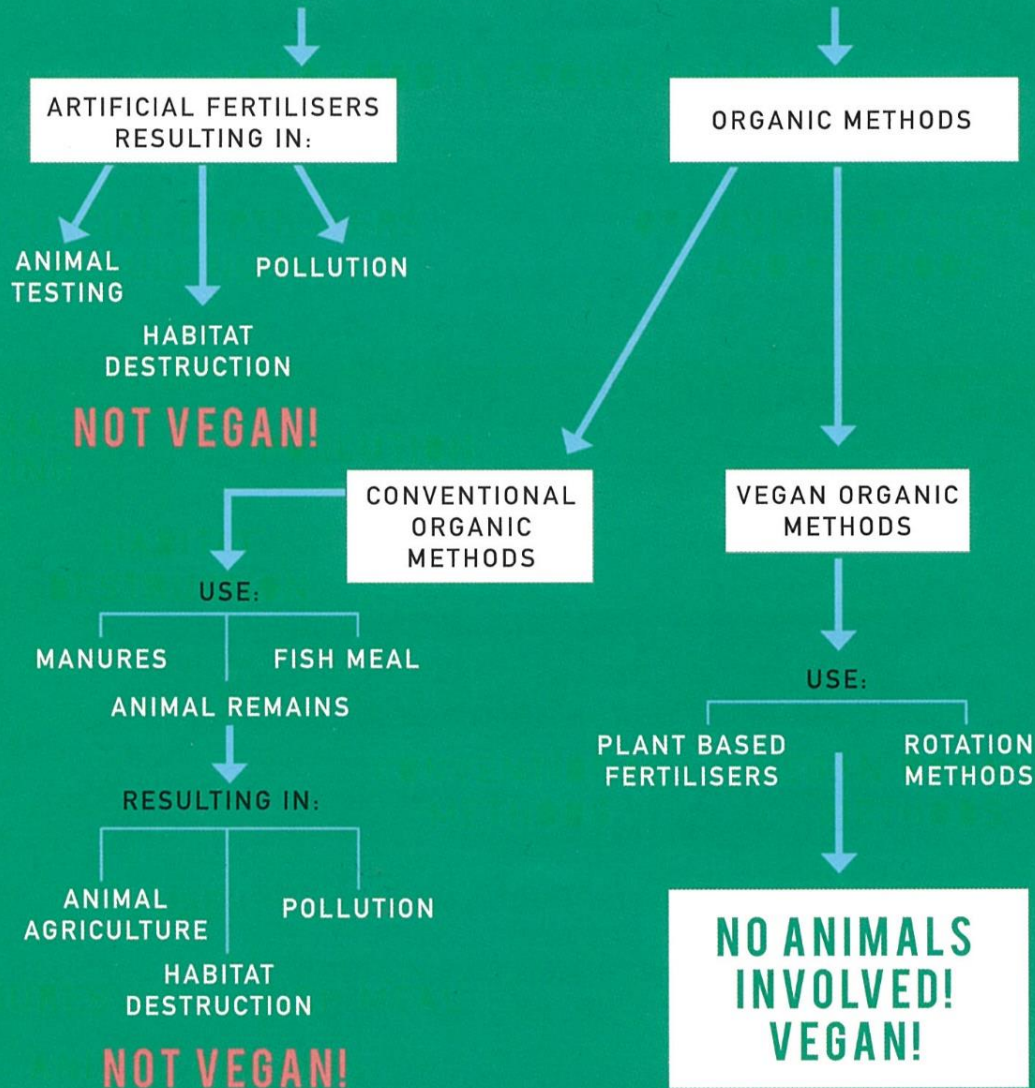 ARTIFICIAL FERTILISERS
RESULTING IN:
ANIMAL
TESTING
HABITAT
DESTRUCTION
POLLUTION
NOT VEGAN!
ORGANIC METHODS
CONVENTIONAL
ORGANIC
METHODS
USE:
MANURES
ANIMAL REMAINS
FISH MEAL
RESULTING IN:
ANIMAL
AGRICULTURE
HABITAT
DESTRUCTION
POLLUTION
NOT VEGAN!
VEGAN ORGANIC
METHODS
USE:
PLANT BASED
FERTILISERS
ROTATION
METHODS
NO ANIMALS
INVOLVED!
VEGAN!